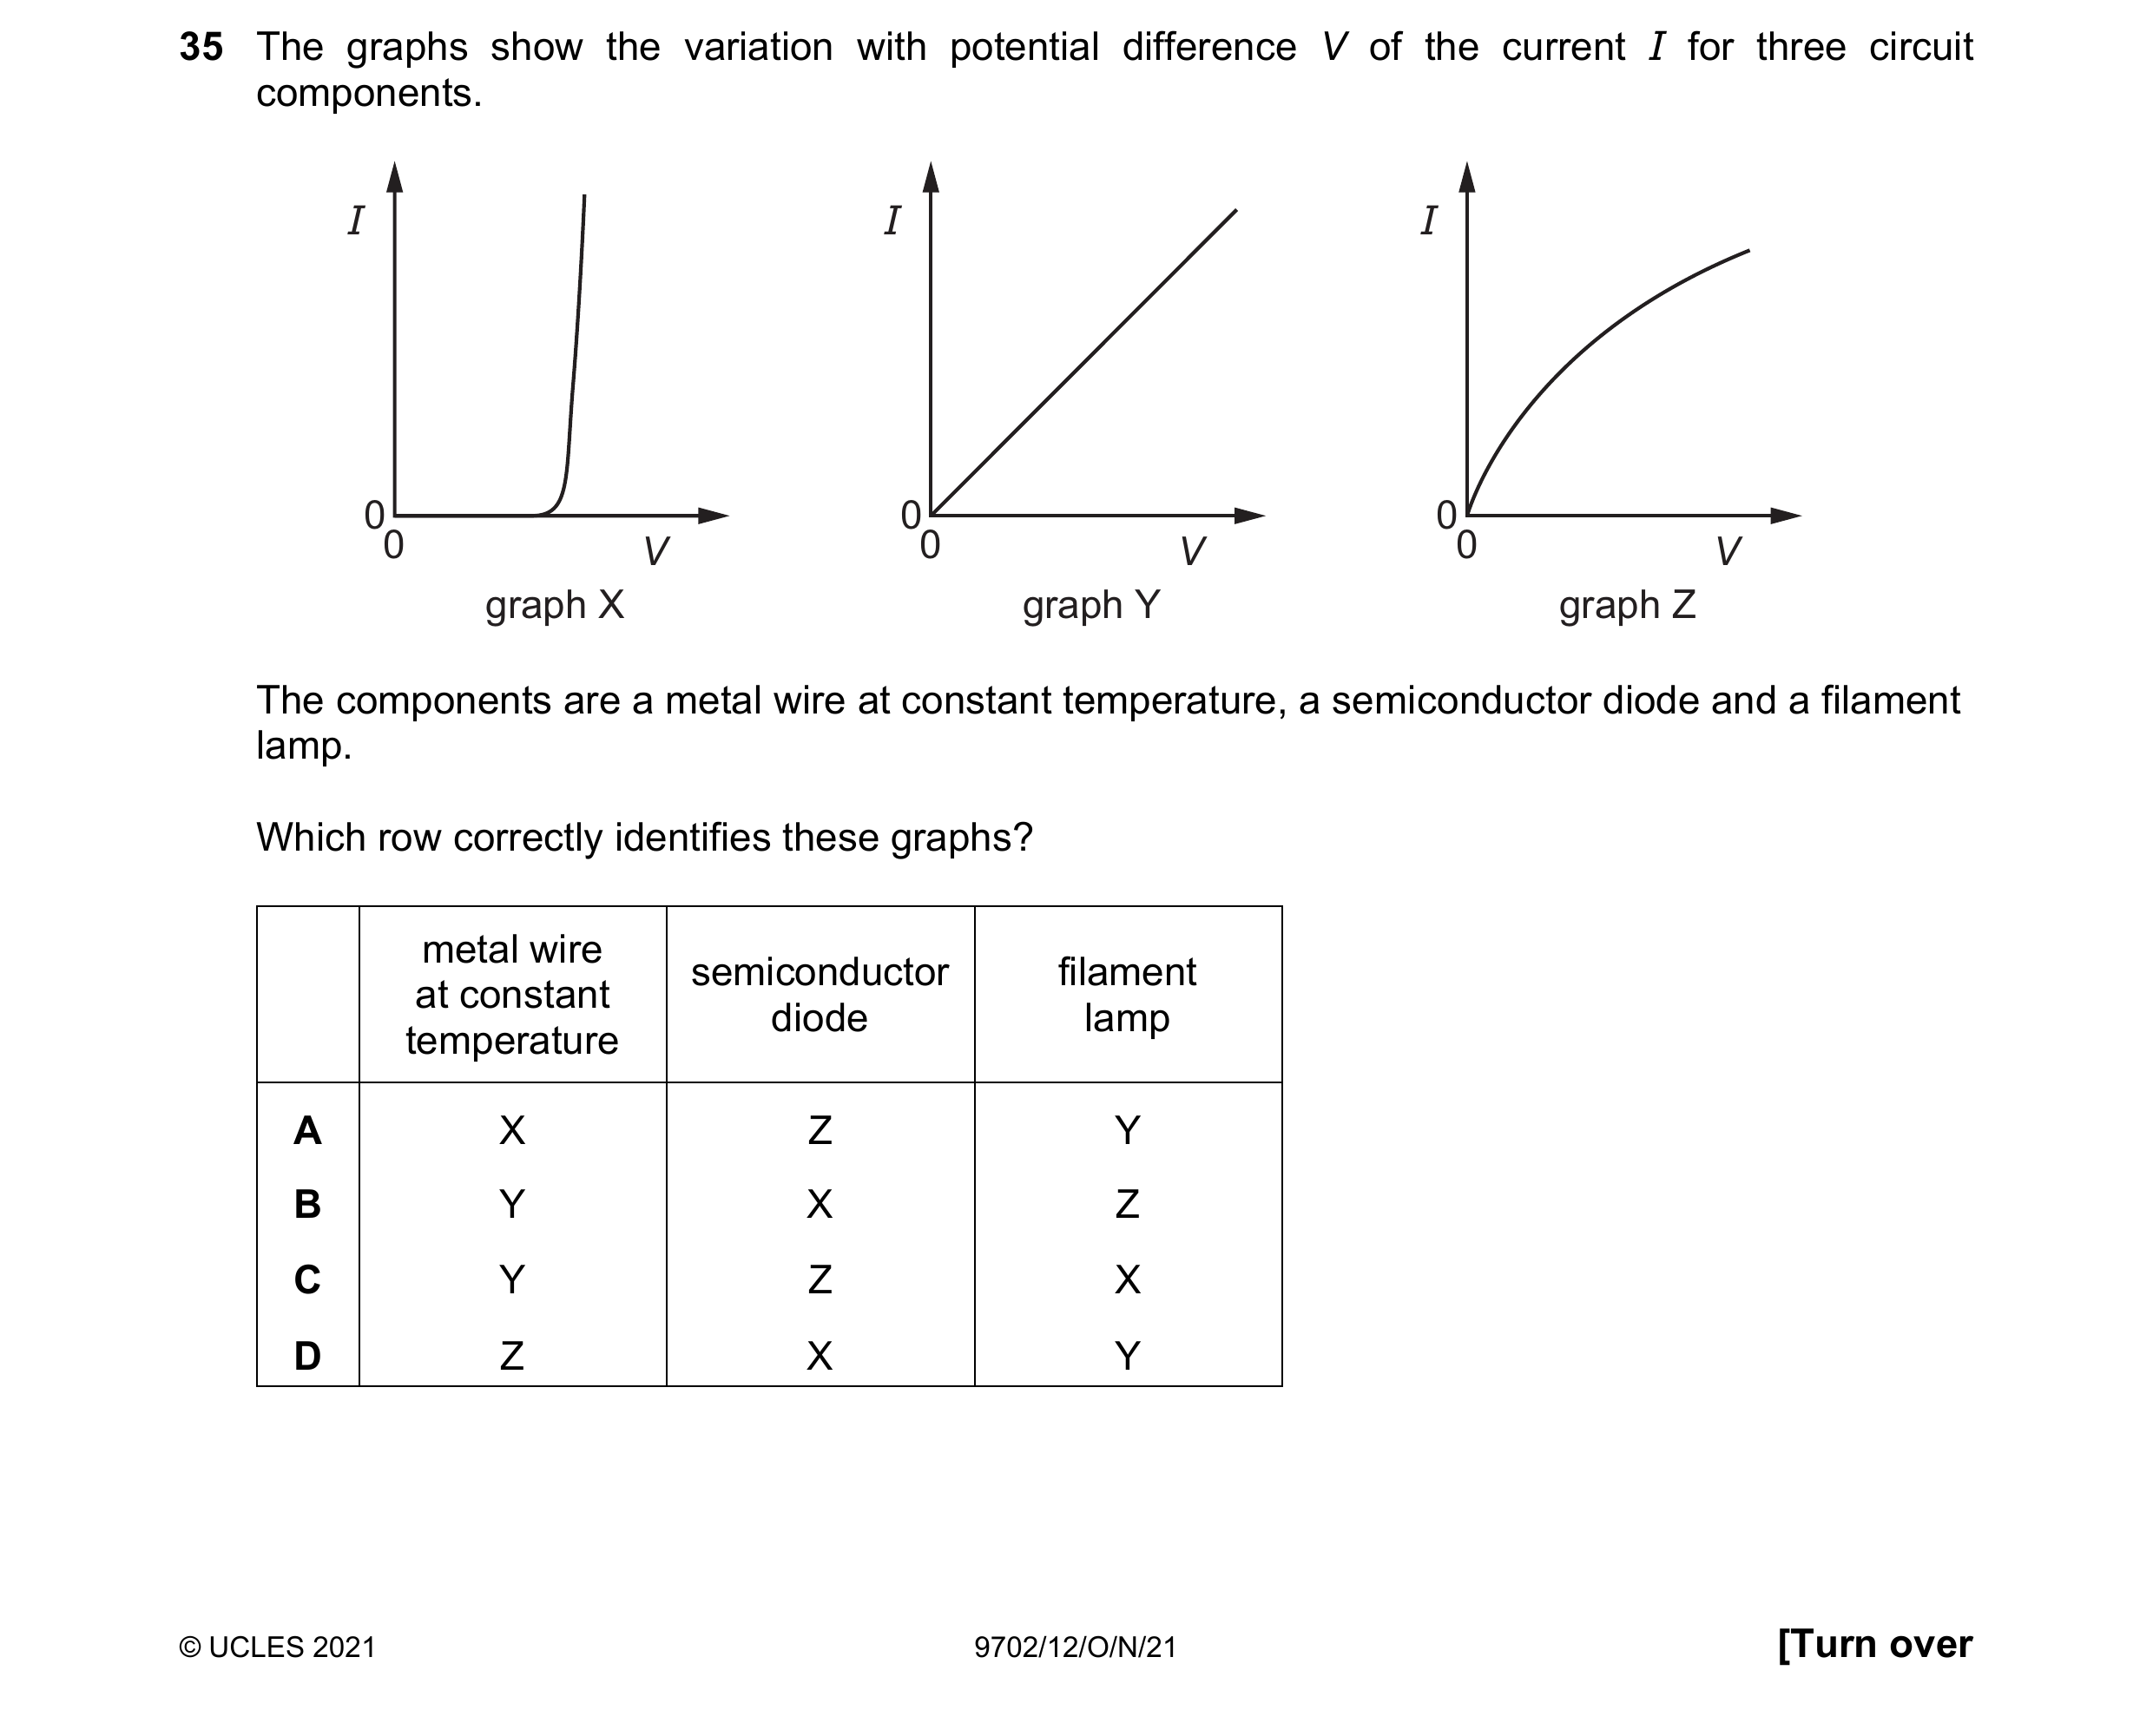 35 The graphs show the variation with potential difference V of the current I for three circuit
components.
I
I
I
0
0
0
0
0
0
V
V
V
graph X
graph Y
graph Z
The components are a metal wire at constant temperature, a semiconductor diode and a filament
lamp.
Which row correctly identifies these graphs?
metal wire
at constant
temperature
semiconductor
diode
filament
lamp
A X Z Y
B Y X Z
C Y Z X
D Z X Y
© UCLES 2021
9702/12/O/N/21
[Turn over